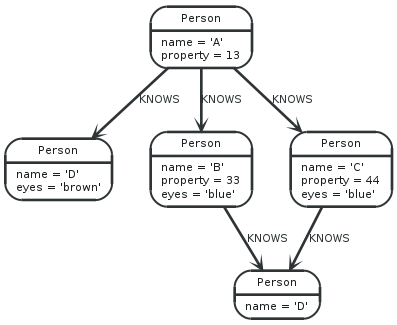 Person
name = 'A'
property = 13
KNOWS
KNOWS
KNOWS
Person
name = 'D'
eyes = 'brown'
Person
name = 'B'
property = 33
eyes = 'blue'
Person
name = 'C'
property = 44
eyes = 'blue'
KNOWS
KNOWS
Person
name = 'D'